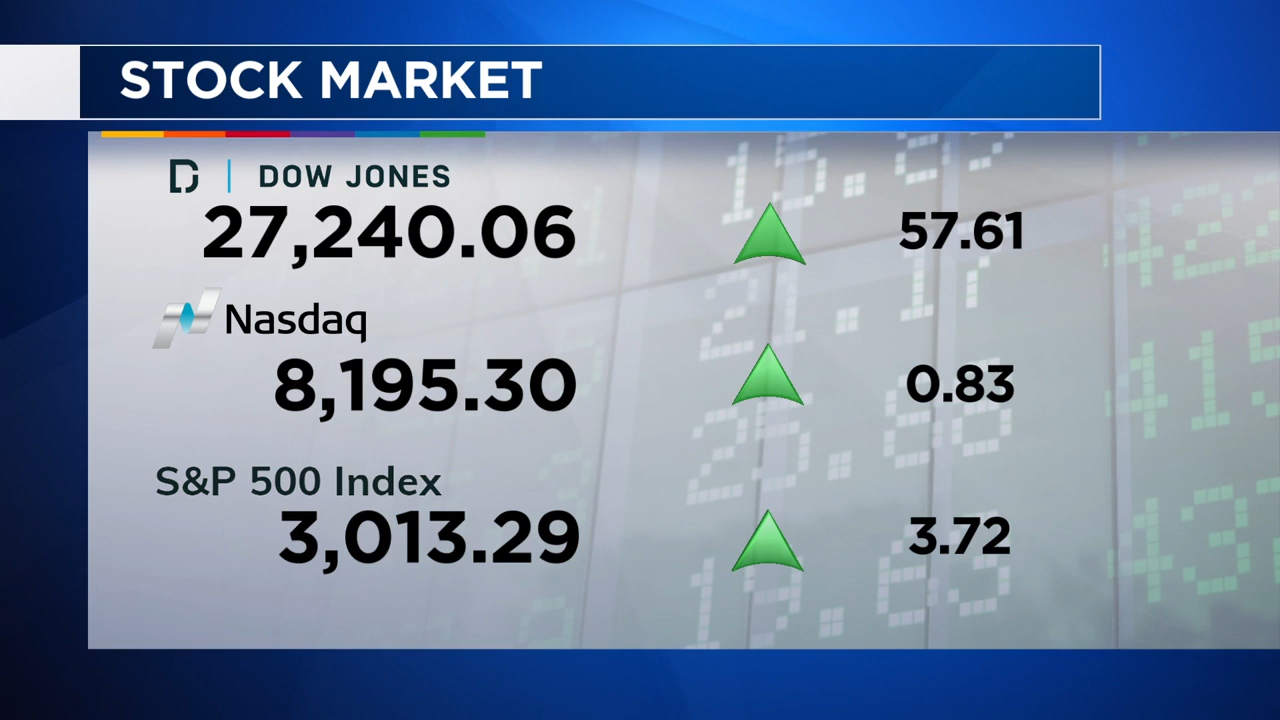 STOCK MARKET
DOW JONES
27,240.06 57.61
Nasdaq
8,195.30 0.83
S&P 500 Index
3,013.29 3.72